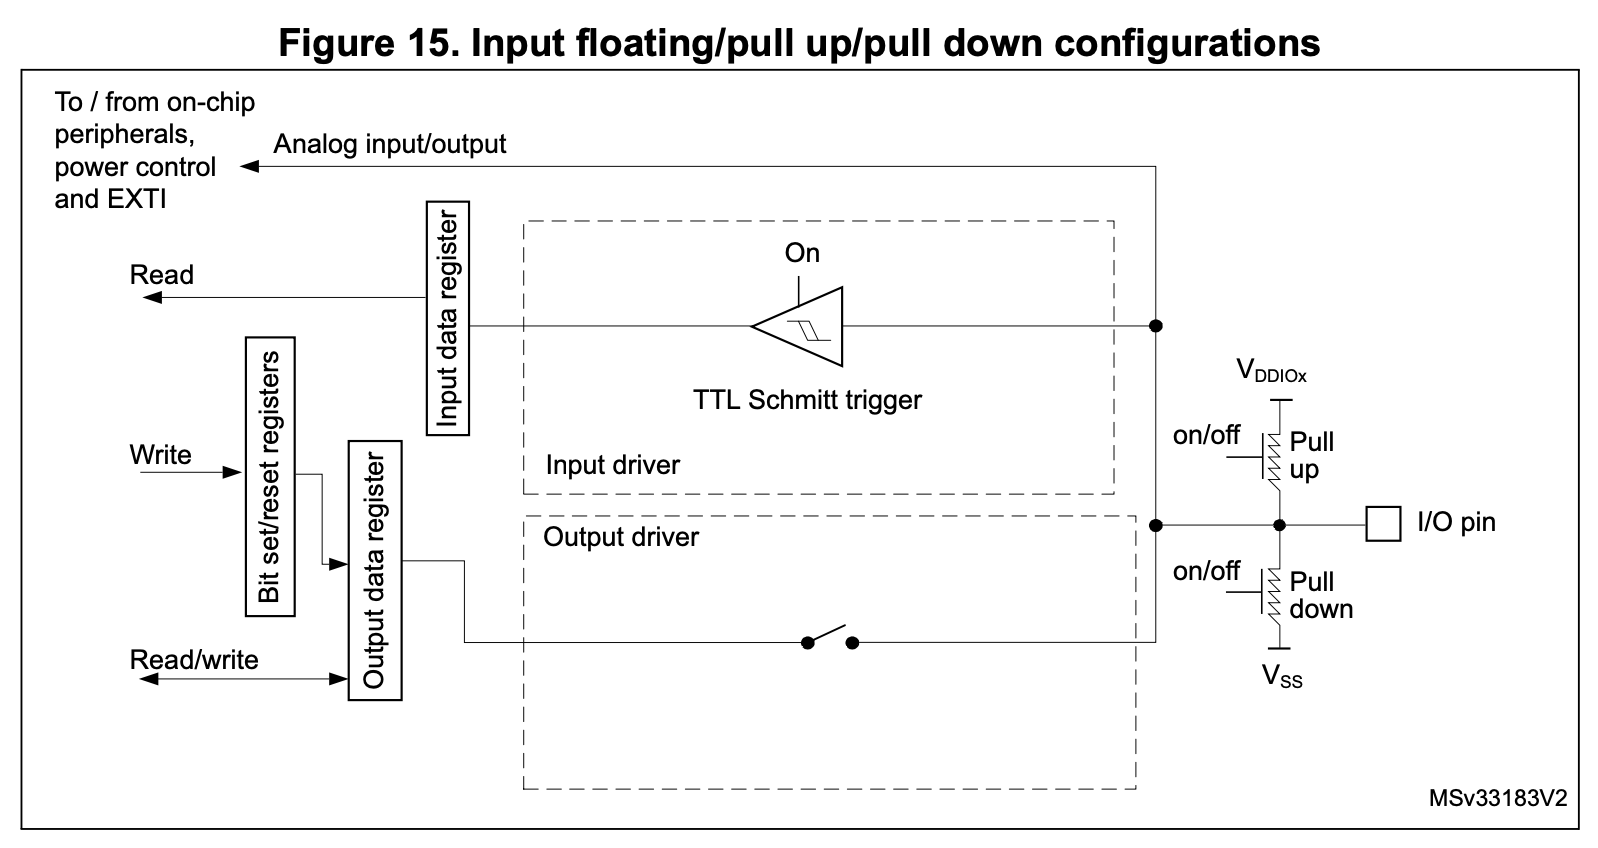 Figure 15. Input floating/pull up/pull down configurations
To / from on-chip
peripherals,
power control
and EXTI
Analog input/output
Read
Input data register
On
TTL Schmitt trigger
Input driver
Write
Bit set/reset registers
Output data register
Read/write
Output driver
VDDIOx
on/off
Pull
up
I/O pin
on/off
Pull
down
VSS
MSv33183V2